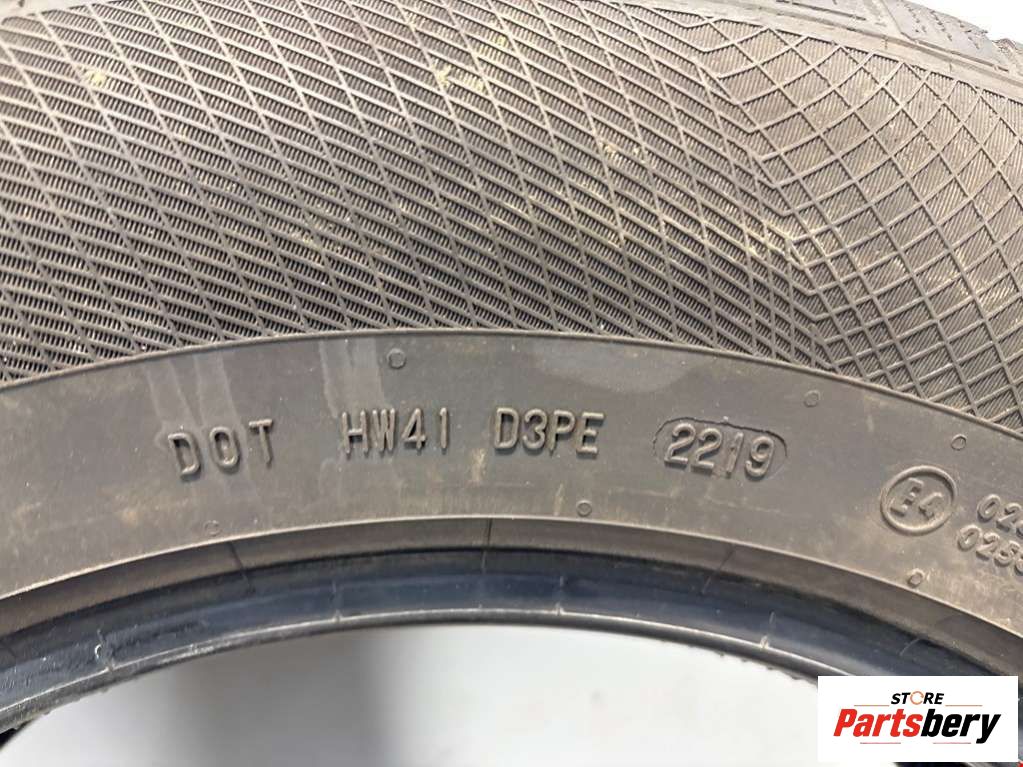 DOT HW41 D3PE 2219
E4
STORE
Partsbery